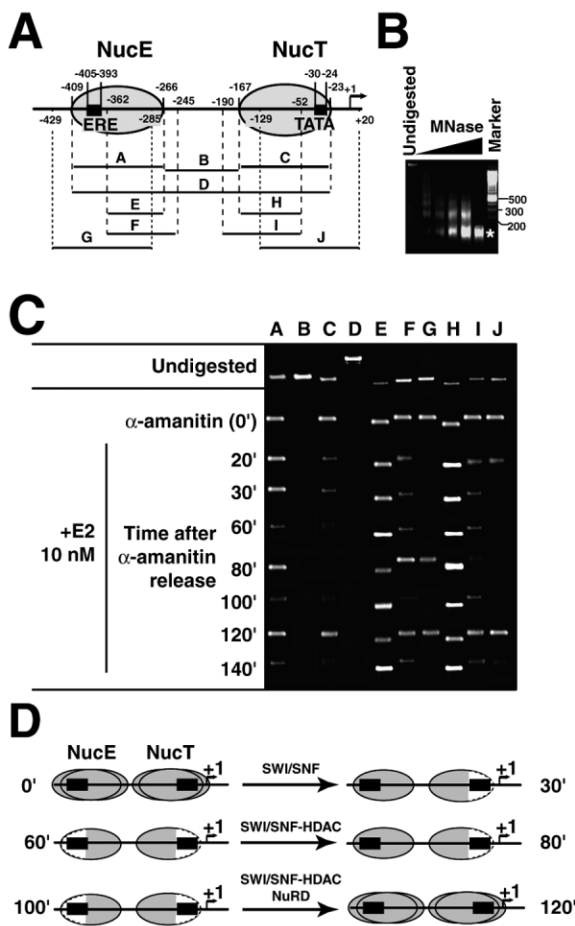 A
NucE NucT
-409 -405 -393 -266 -167 -30 -24 -23 +1
-362 -245 -190 -52
-429 ERE -285 -129 TATA +20
A B C
D
E H
F I
G J
B
Undigested MNase Marker
500
300
200
*
C
A B C D E F G H I J
Undigested
α-amanitin (0')
20'
30'
+E2 10 nM
Time after α-amanitin release
60'
80'
100'
120'
140'
D
NucE NucT
0' +1 SWI/SNF +1 30'
60' +1 SWI/SNF-HDAC +1 80'
100' +1 SWI/SNF-HDAC NuRD +1 120'